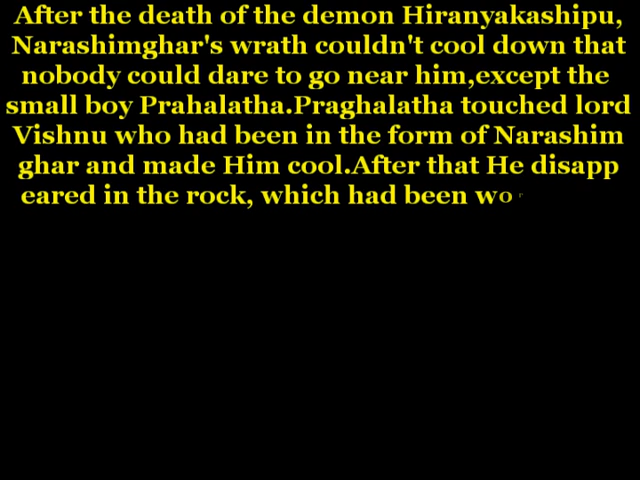 After the death of the demon Hiranyakashipu,
Narashimghar's wrath couldn't cool down that
nobody could dare to go near him,except the
small boy Prahalatha.Praghalatha touched lord
Vishnu who had been in the form of Narashim
ghar and made Him cool.After that He disapp
eared in the rock, which had been wor